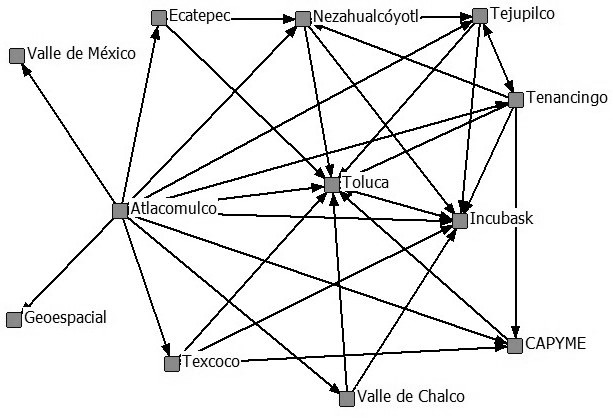 Ecatepec
Nezahualcóyotl
Tejupilco
Valle de México
Tenancingo
Toluca
Atlacomulco
Incubask
Geoespacial
CAPYME
Texcoco
Valle de Chalco